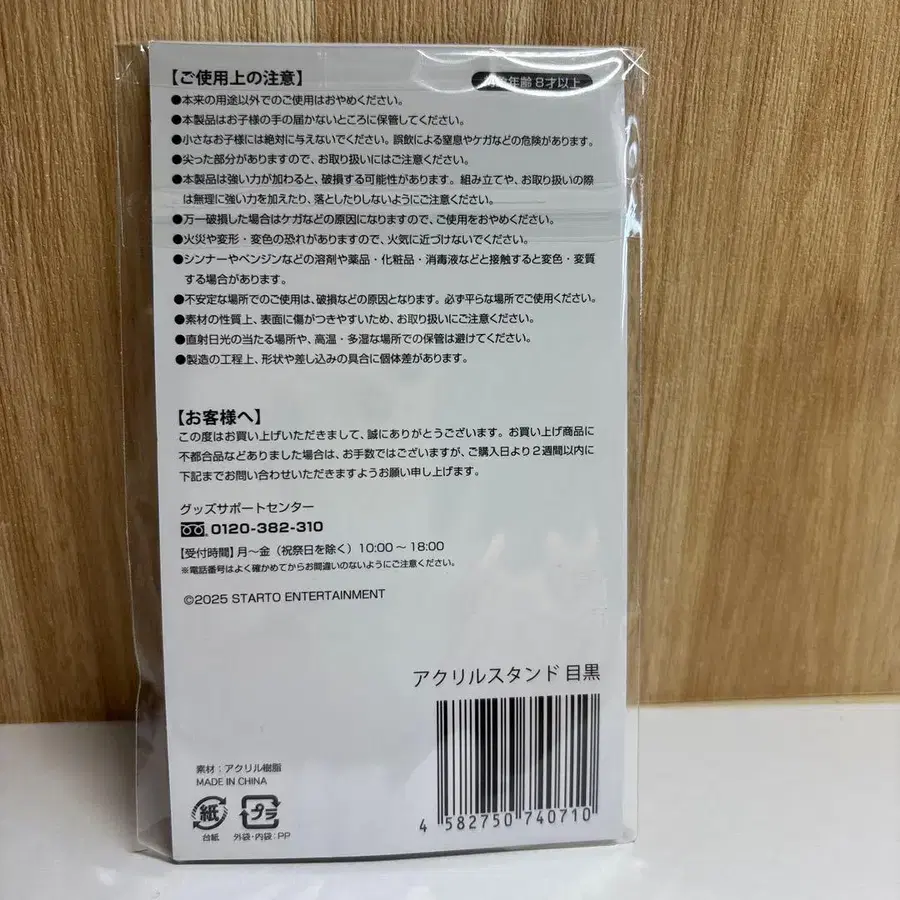 【ご使用上の注意】
対象年齢8才以上
●本来の用途以外でのご使用はおやめください。
●本製品はお子様の手の届かないところに保管してください。
●小さなお子様には絶対に与えないでください。誤飲による窒息やケガなどの危険があります。
●尖った部分がありますので、お取り扱いにはご注意ください。
●本製品は強い力が加わると、破損する可能性があります。組み立てや、お取り扱いの際
は無理に強い力を加えたり、落としたりしないようにご注意ください。
●万一破損した場合はケガなどの原因になりますので、ご使用をおやめください。
●火災や変形・変色の恐れがありますので、火気に近づけないでください。
●シンナーやベンジンなどの溶剤や薬品・化粧品・消毒液などと接触すると変色・変質
する場合があります。
●不安定な場所でのご使用は、破損などの原因となります。必ず平らな場所でご使用ください。
●素材の性質上、表面に傷がつきやすいため、お取り扱いにご注意ください。
●直射日光の当たる場所や、高温・多湿な場所での保管は避けてください。
●製造の工程上、形状や差し込みの具合に個体差があります。
【お客様へ】
この度はお買い上げいただきまして、誠にありがとうございます。お買い上げ商品に
不都合品などありました場合は、お手数ではございますが、ご購入日より2週間以内に
下記までお問い合わせいただきますようお願い申し上げます。
グッズサポートセンター
0120-382-310
【受付時間】月〜金（祝祭日を除く）10:00〜18:00
※電話番号はよく確かめてからお間違いのないようにご注意ください。
©2025 STARTO ENTERTAINMENT
アクリルスタンド 目黒
素材：アクリル樹脂
MADE IN CHINA
紙
プラ
台紙
外袋・内袋：PP
4 582750 740710